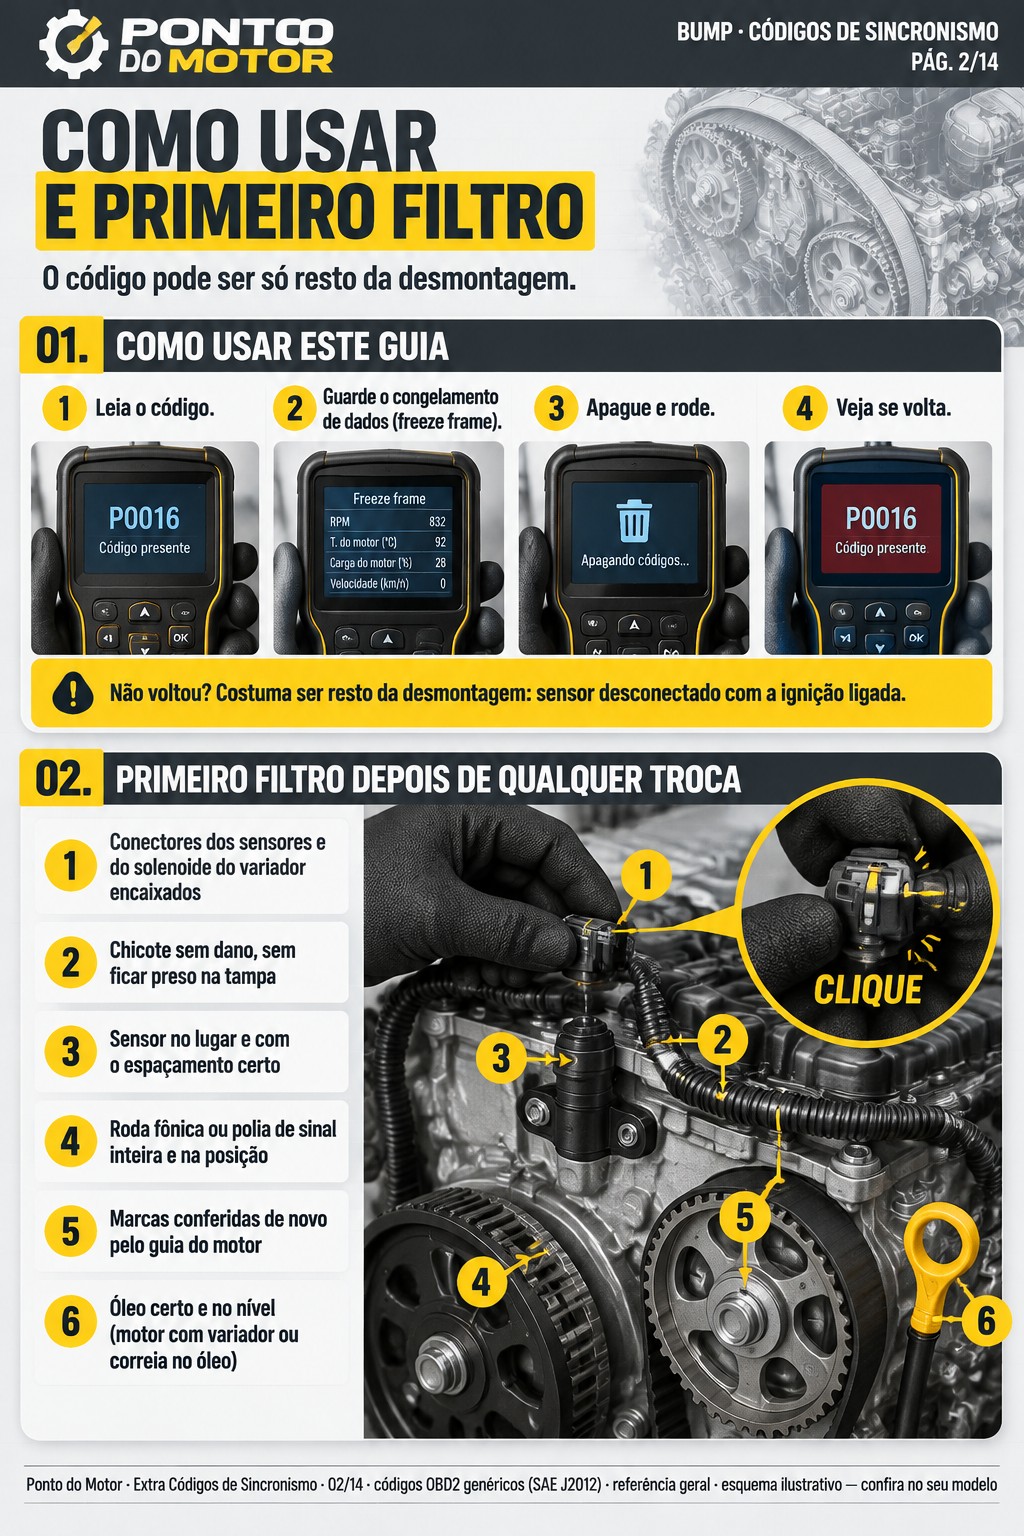 PONTO
DO MOTOR
BUMP · CÓDIGOS DE SINCRONISMO
PÁG. 2/14
COMO USAR
E PRIMEIRO FILTRO
O código pode ser só resto da desmontagem.
01. COMO USAR ESTE GUIA
1 Leia o código.
2 Guarde o congelamento
de dados (freeze frame).
3 Apague e rode.
4 Veja se volta.
P0016
Código presente
OK
Freeze frame
RPM 832
T. do motor (°C) 92
Carga do motor (%) 28
Velocidade (km/h) 0
Apagando códigos...
P0016
Código presente
OK
Não voltou? Costuma ser resto da desmontagem: sensor desconectado com a ignição ligada.
02. PRIMEIRO FILTRO DEPOIS DE QUALQUER TROCA
1 Conectores dos sensores e
do solenoide do variador
encaixados
2 Chicote sem dano, sem
ficar preso na tampa
3 Sensor no lugar e com
o espaçamento certo
4 Roda fônica ou polia de sinal
inteira e na posição
5 Marcas conferidas de novo
pelo guia do motor
6 Óleo certo e no nível
(motor com variador ou
correia no óleo)
1
CLIQUE
2
3
5
4
6
Ponto do Motor · Extra Códigos de Sincronismo · 02/14 · códigos OBD2 genéricos (SAE J2012) · referência geral · esquema ilustrativo — confira no seu modelo